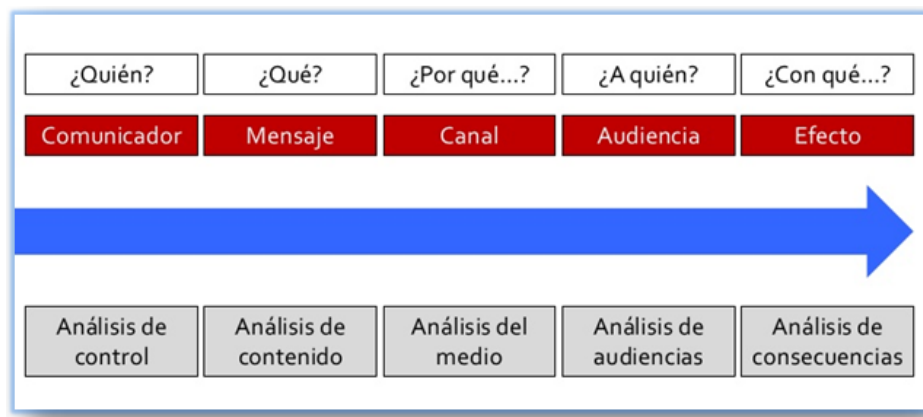 ¿Quién?
¿Qué?
¿Por qué...?
¿A quién?
¿Con qué...?
Comunicador
Mensaje
Canal
Audiencia
Efecto
Análisis de
control
Análisis de
contenido
Análisis del
medio
Análisis de
audiencias
Análisis de
consecuencias